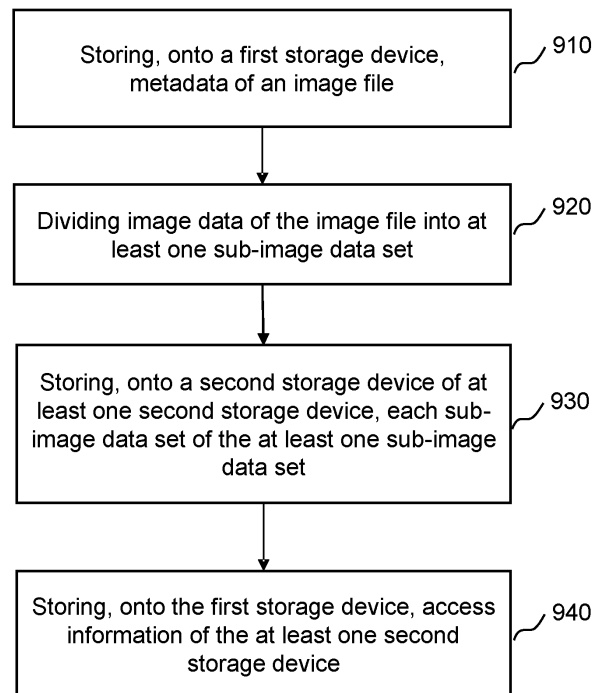 Storing, onto a first storage device,
metadata of an image file
910
Dividing image data of the image file into at
least one sub-image data set
920
Storing, onto a second storage device of at
least one second storage device, each sub-
image data set of the at least one sub-image
data set
930
Storing, onto the first storage device, access
information of the at least one second
storage device
940